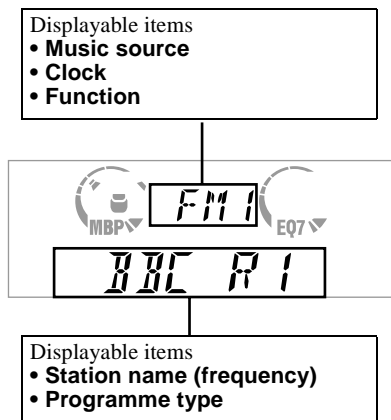 Displayable items
• Music source
• Clock
• Function
FM1
MBP
EQ7
BBC R1
Displayable items
• Station name (frequency)
• Programme type